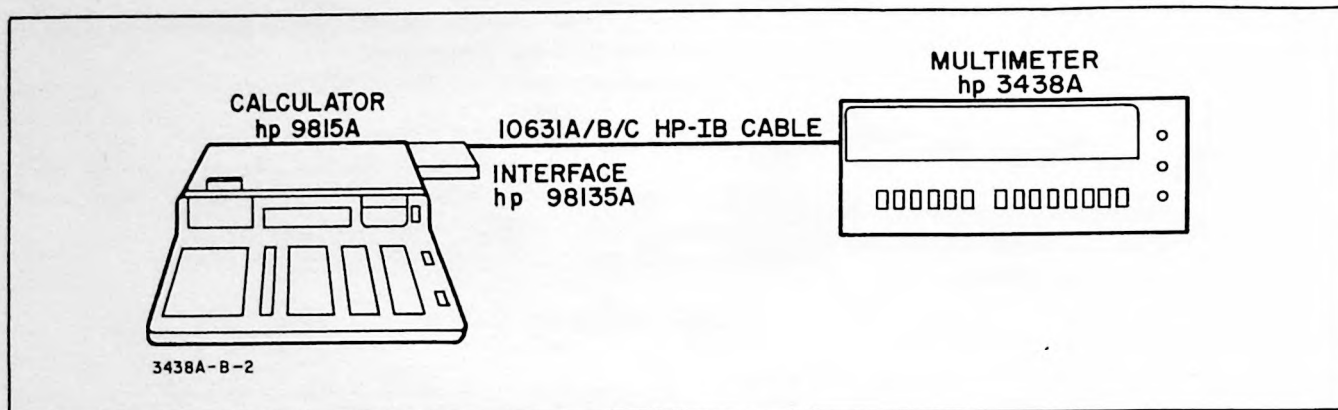 CALCULATOR
hp 9815A
10631A/B/C HP-IB CABLE
INTERFACE
hp 98135A
MULTIMETER
hp 3438A
3438A-B-2